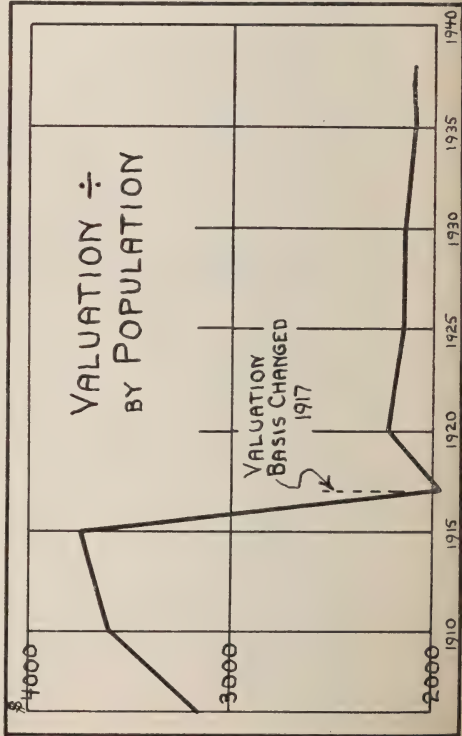 VALUATION ÷
BY POPULATION
$4000
3000
2000
VALUATION
BASIS CHANGED
1917
1910
1915
1920
1925
1930
1935
1940